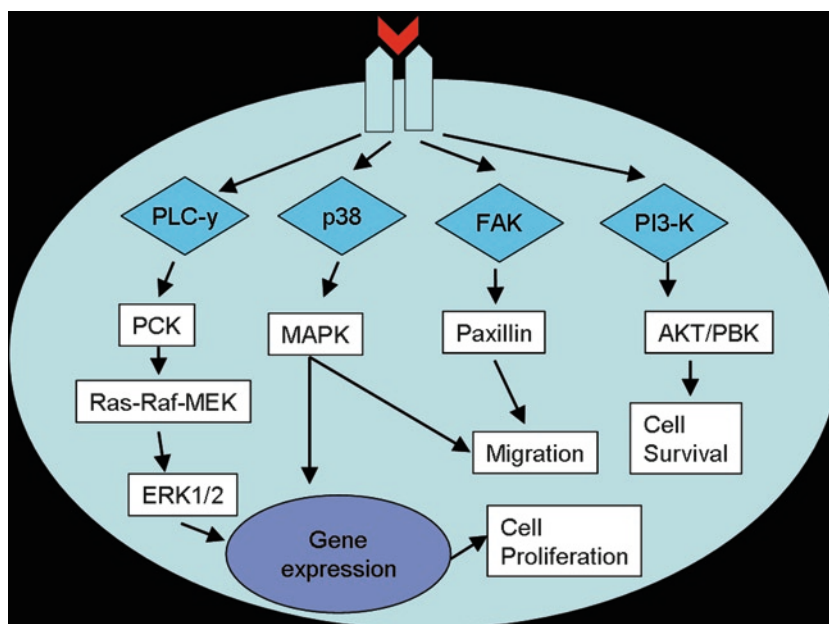 PLC-y
p38
FAK
PI3-K
PCK
MAPK
Paxillin
AKT/PBK
Ras-Raf-MEK
Cell
Survival
Migration
ERK1/2
Gene
expression
Cell
Proliferation